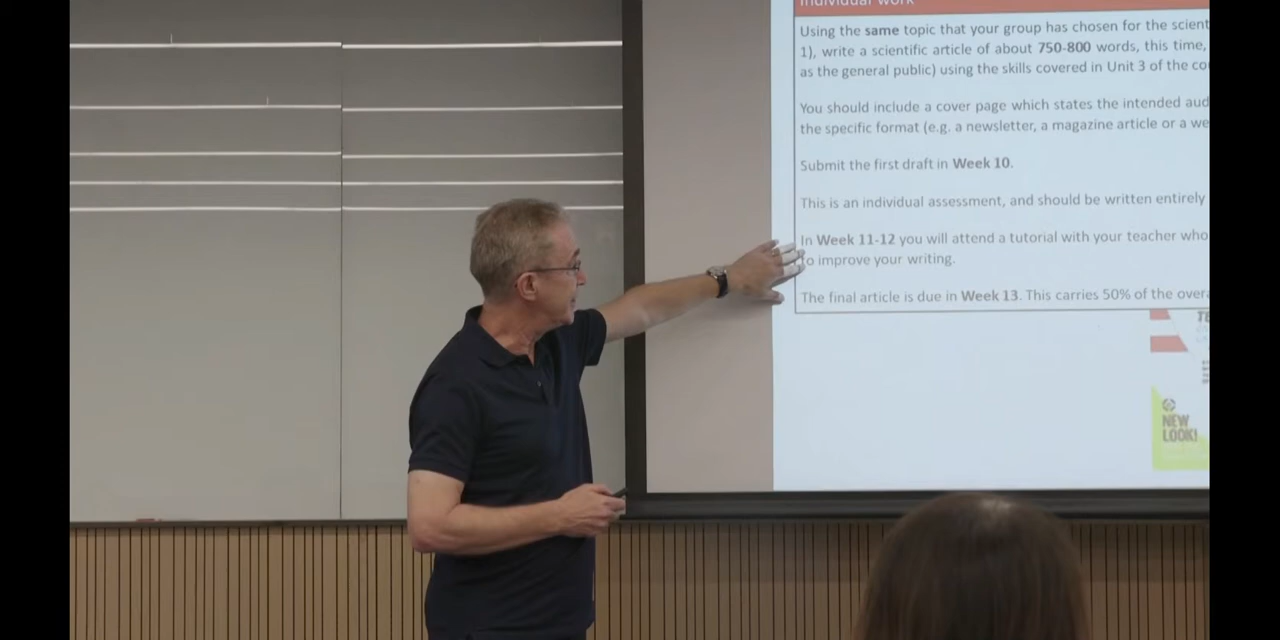 Individual work
Using the same topic that your group has chosen for the scient
1), write a scientific article of about 750-800 words, this time,
as the general public) using the skills covered in Unit 3 of the co
You should include a cover page which states the intended aud
the specific format (e.g. a newsletter, a magazine article or a we
Submit the first draft in Week 10.
This is an individual assessment, and should be written entirely
In Week 11-12 you will attend a tutorial with your teacher who
to improve your writing.
The final article is due in Week 13. This carries 50% of the overa
TE
NEW
LOOK!